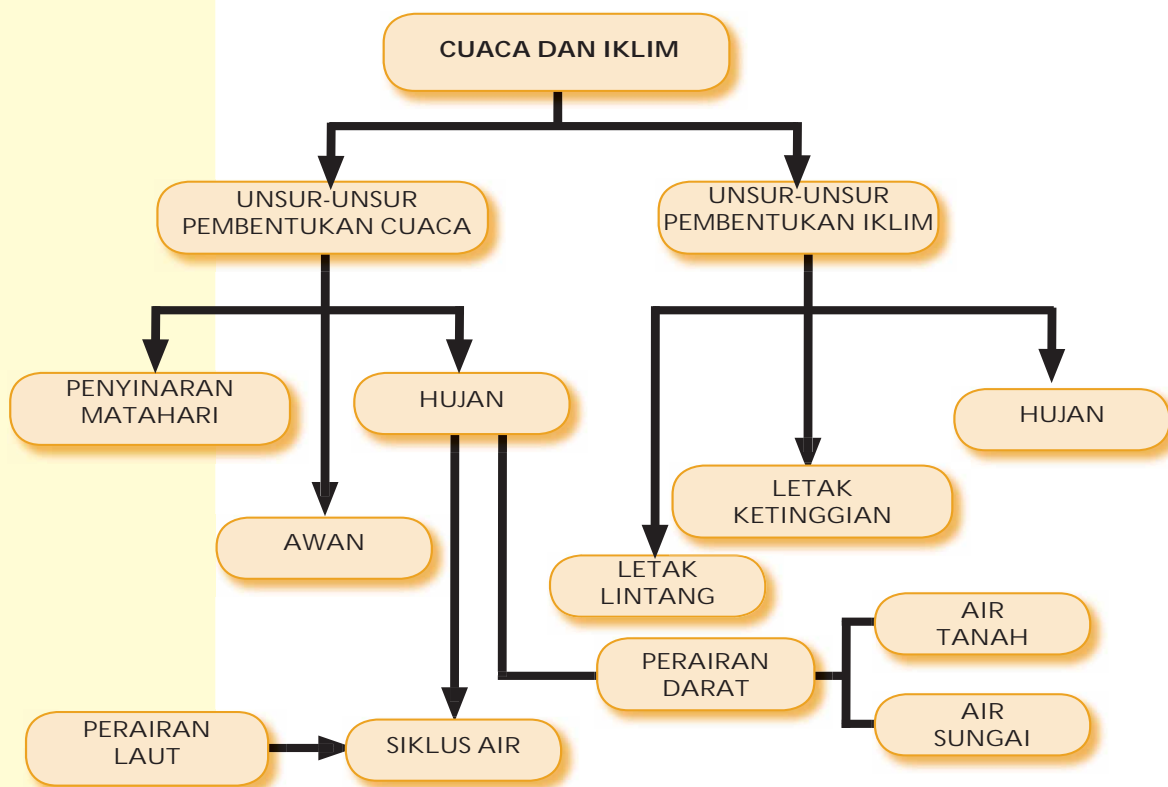 CUACA DAN IKLIM
UNSUR-UNSUR
PEMBENTUKAN CUACA
UNSUR-UNSUR
PEMBENTUKAN IKLIM
PENYINARAN
MATAHARI
HUJAN
HUJAN
LETAK
KETINGGIAN
AWAN
LETAK
LINTANG
AIR
TANAH
PERAIRAN
DARAT
AIR
SUNGAI
PERAIRAN
LAUT
SIKLUS AIR